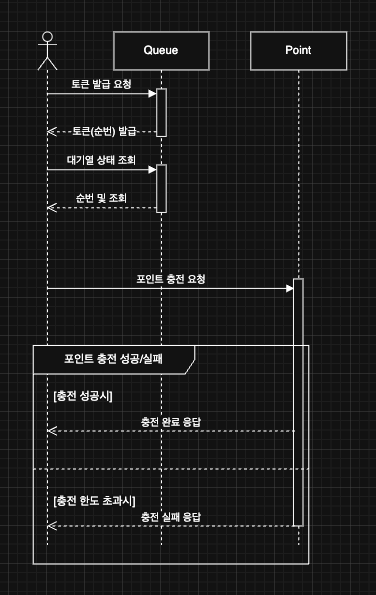 Queue
Point
토큰 발급 요청
토큰(순번) 발급
대기열 상태 조회
순번 및 조회
포인트 충전 요청
포인트 충전 성공/실패
[충전 성공시]
충전 완료 응답
[충전 한도 초과시]
충전 실패 응답